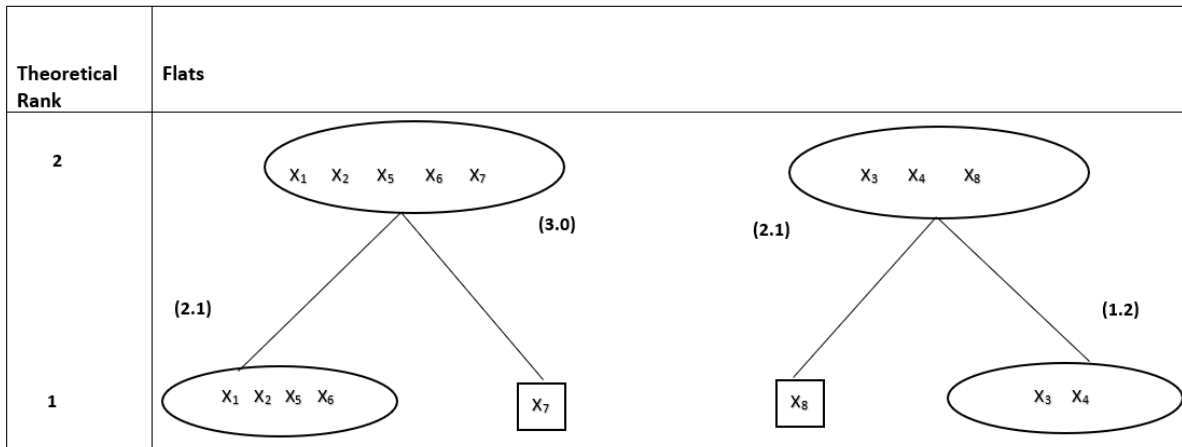 Theoretical Rank
Flats
2
X₁ X₂ X₅ X₆ X₇
X₃ X₄ X₈
(3.0)
(2.1)
(2.1)
(1.2)
1
X₁ X₂ X₅ X₆
X₇
X₈
X₃ X₄